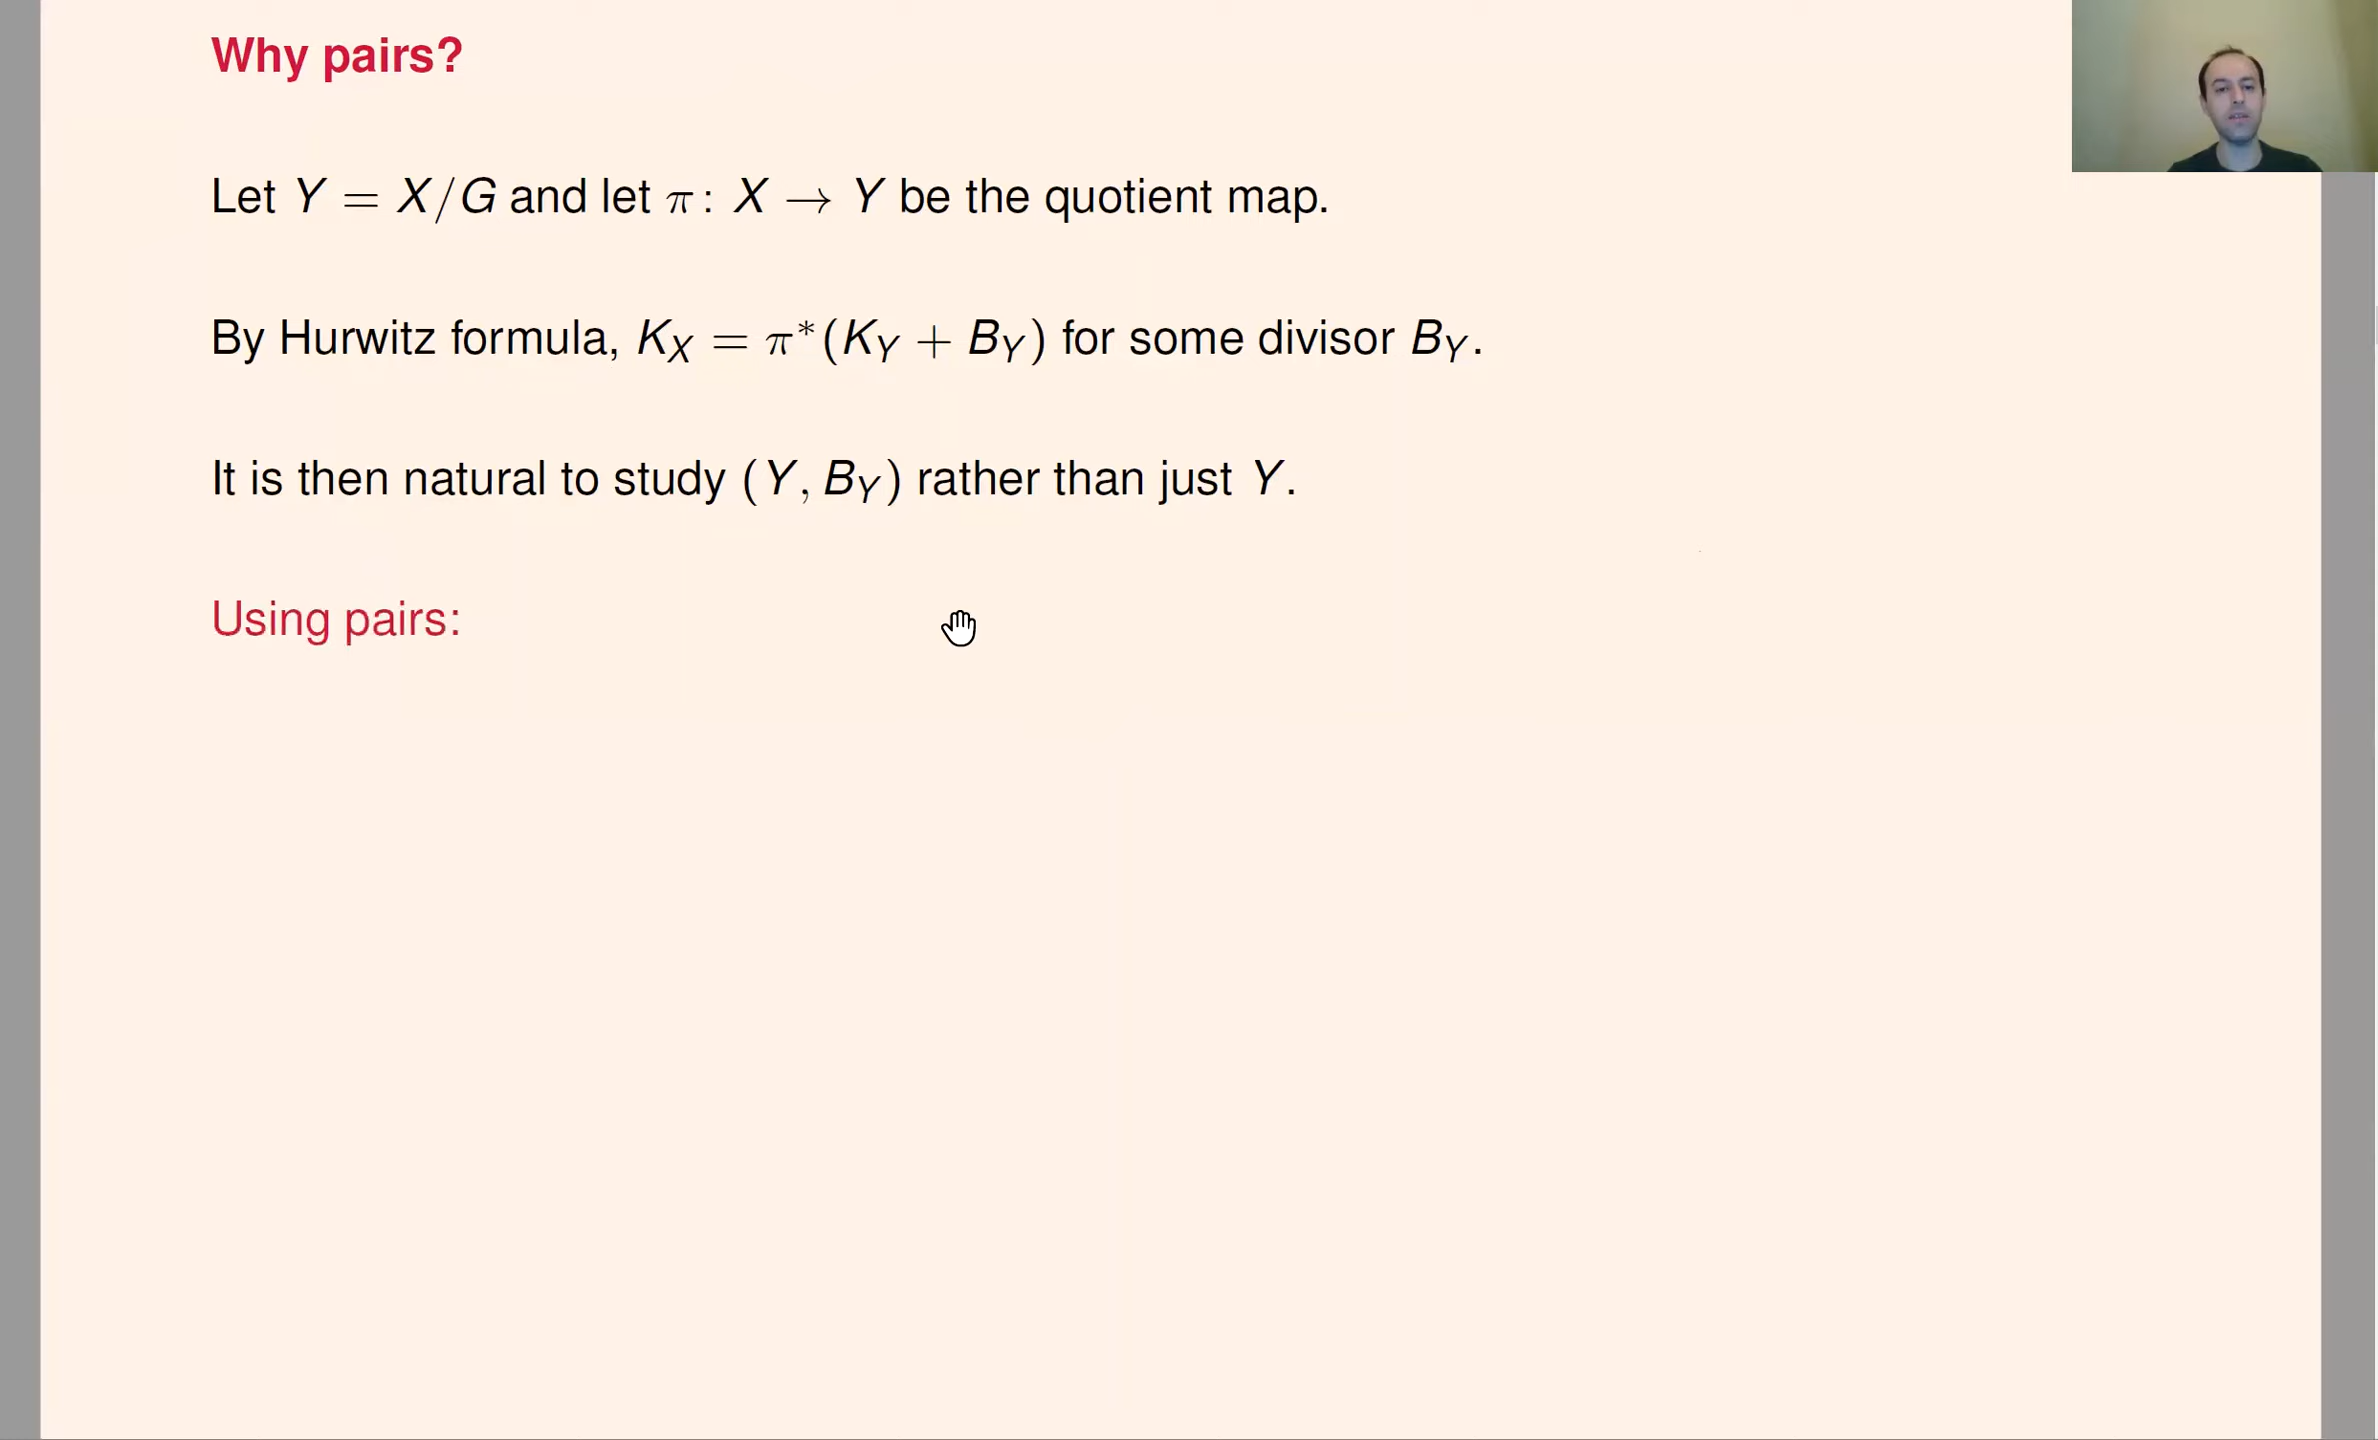 Why pairs?
Let Y = X/G and let π: X → Y be the quotient map.
By Hurwitz formula, K_X = π*(K_Y + B_Y) for some divisor B_Y.
It is then natural to study (Y, B_Y) rather than just Y.
Using pairs: